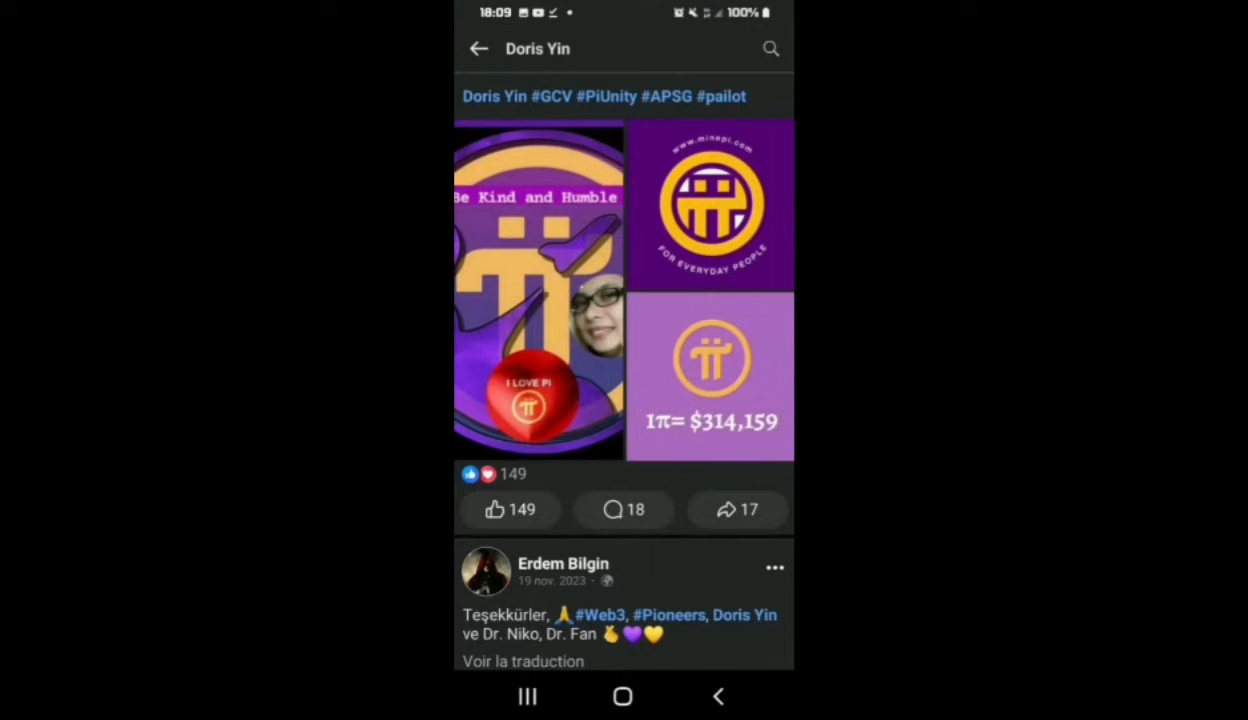 18:09
100%
Doris Yin
Doris Yin #GCV #PiUnity #APSG #pailot
Be Kind and Humble
I LOVE Pi
www.minepi.com
FOR EVERYDAY PEOPLE
1π= $314,159
149
149
18
17
Erdem Bilgin
19 nov. 2023 ·
Teşekkürler, 🙏#Web3, #Pioneers, Doris Yin
ve Dr. Niko, Dr. Fan 🫰💜💛
Voir la traduction